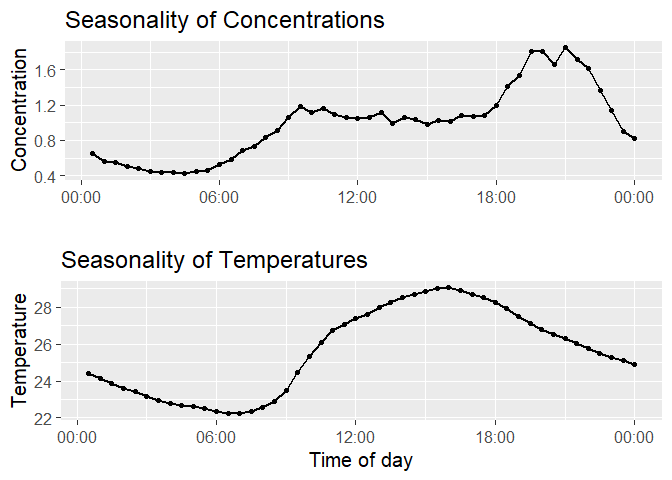 Seasonality of Concentrations
Concentration
1.6
1.2
0.8
0.4
00:00 06:00 12:00 18:00 00:00
Seasonality of Temperatures
Temperature
28
26
24
22
00:00 06:00 12:00 18:00 00:00
Time of day